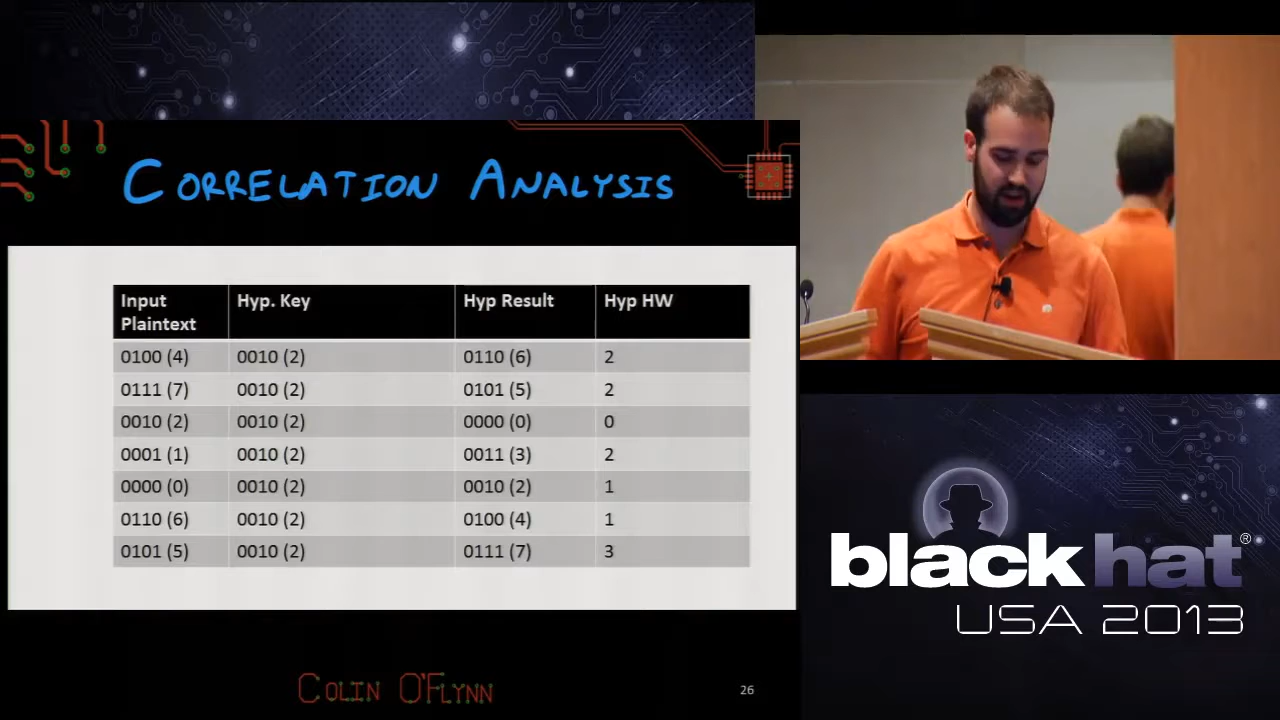 CORRELATION ANALYSIS
Input Plaintext Hyp. Key Hyp Result Hyp HW
0100 (4) 0010 (2) 0110 (6) 2
0111 (7) 0010 (2) 0101 (5) 2
0010 (2) 0010 (2) 0000 (0) 0
0001 (1) 0010 (2) 0011 (3) 2
0000 (0) 0010 (2) 0010 (2) 1
0110 (6) 0010 (2) 0100 (4) 1
0101 (5) 0010 (2) 0111 (7) 3
COLIN O'FLYNN
26
black hat®
USA 2013